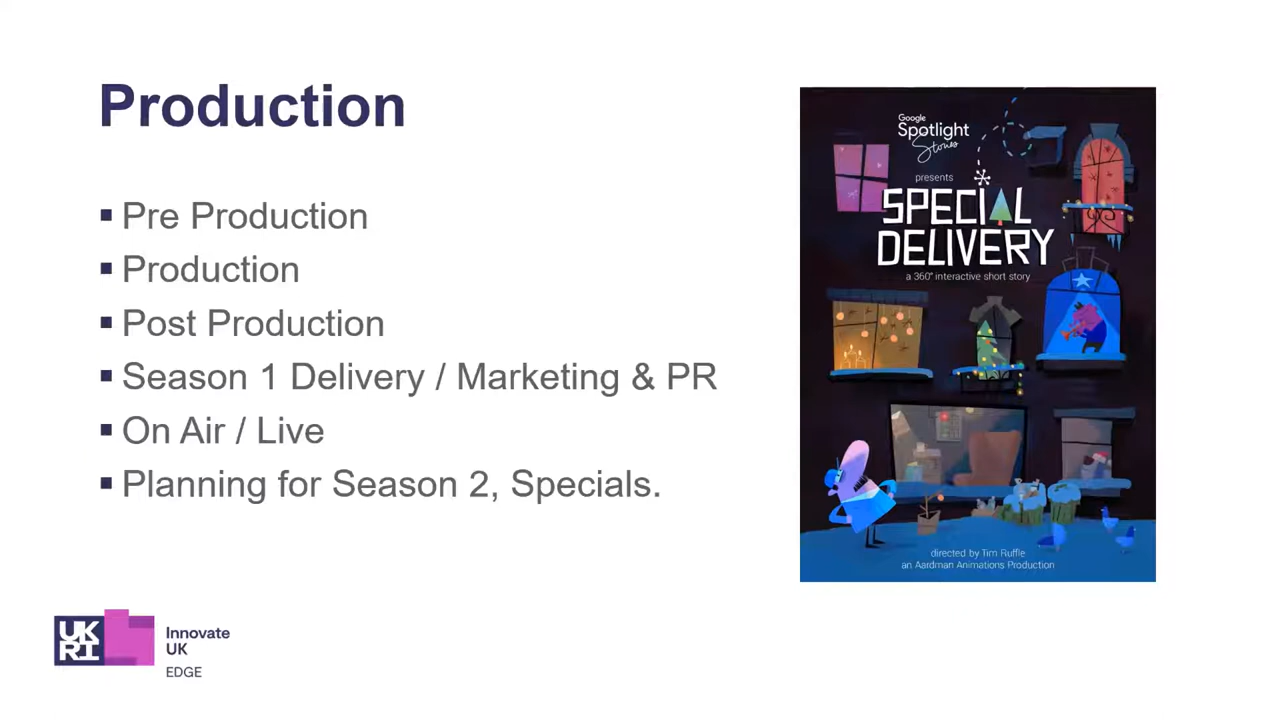 Production
Pre Production
Production
Post Production
Season 1 Delivery / Marketing & PR
On Air / Live
Planning for Season 2, Specials.
Google
Spotlight
Stories
presents
SPECIAL
DELIVERY
a 360° interactive short story
directed by Tim Ruffle
an Aardman Animations Production
UK
RI
Innovate
UK
EDGE